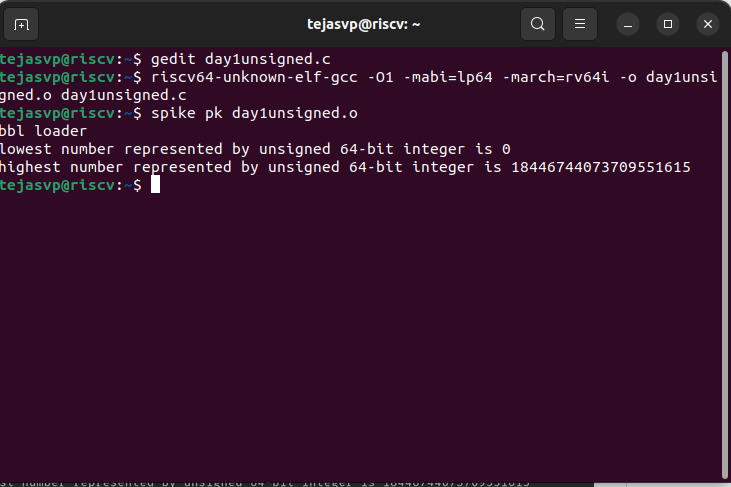 tejasvp@riscv: ~
tejasvp@riscv:~$ gedit day1unsigned.c
tejasvp@riscv:~$ riscv64-unknown-elf-gcc -O1 -mabi=lp64 -march=rv64i -o day1unsi
gned.o day1unsigned.c
tejasvp@riscv:~$ spike pk day1unsigned.o
bbl loader
lowest number represented by unsigned 64-bit integer is 0
highest number represented by unsigned 64-bit integer is 18446744073709551615
tejasvp@riscv:~$
st number represented by unsigned 64-bit integer is 18446744073709551615